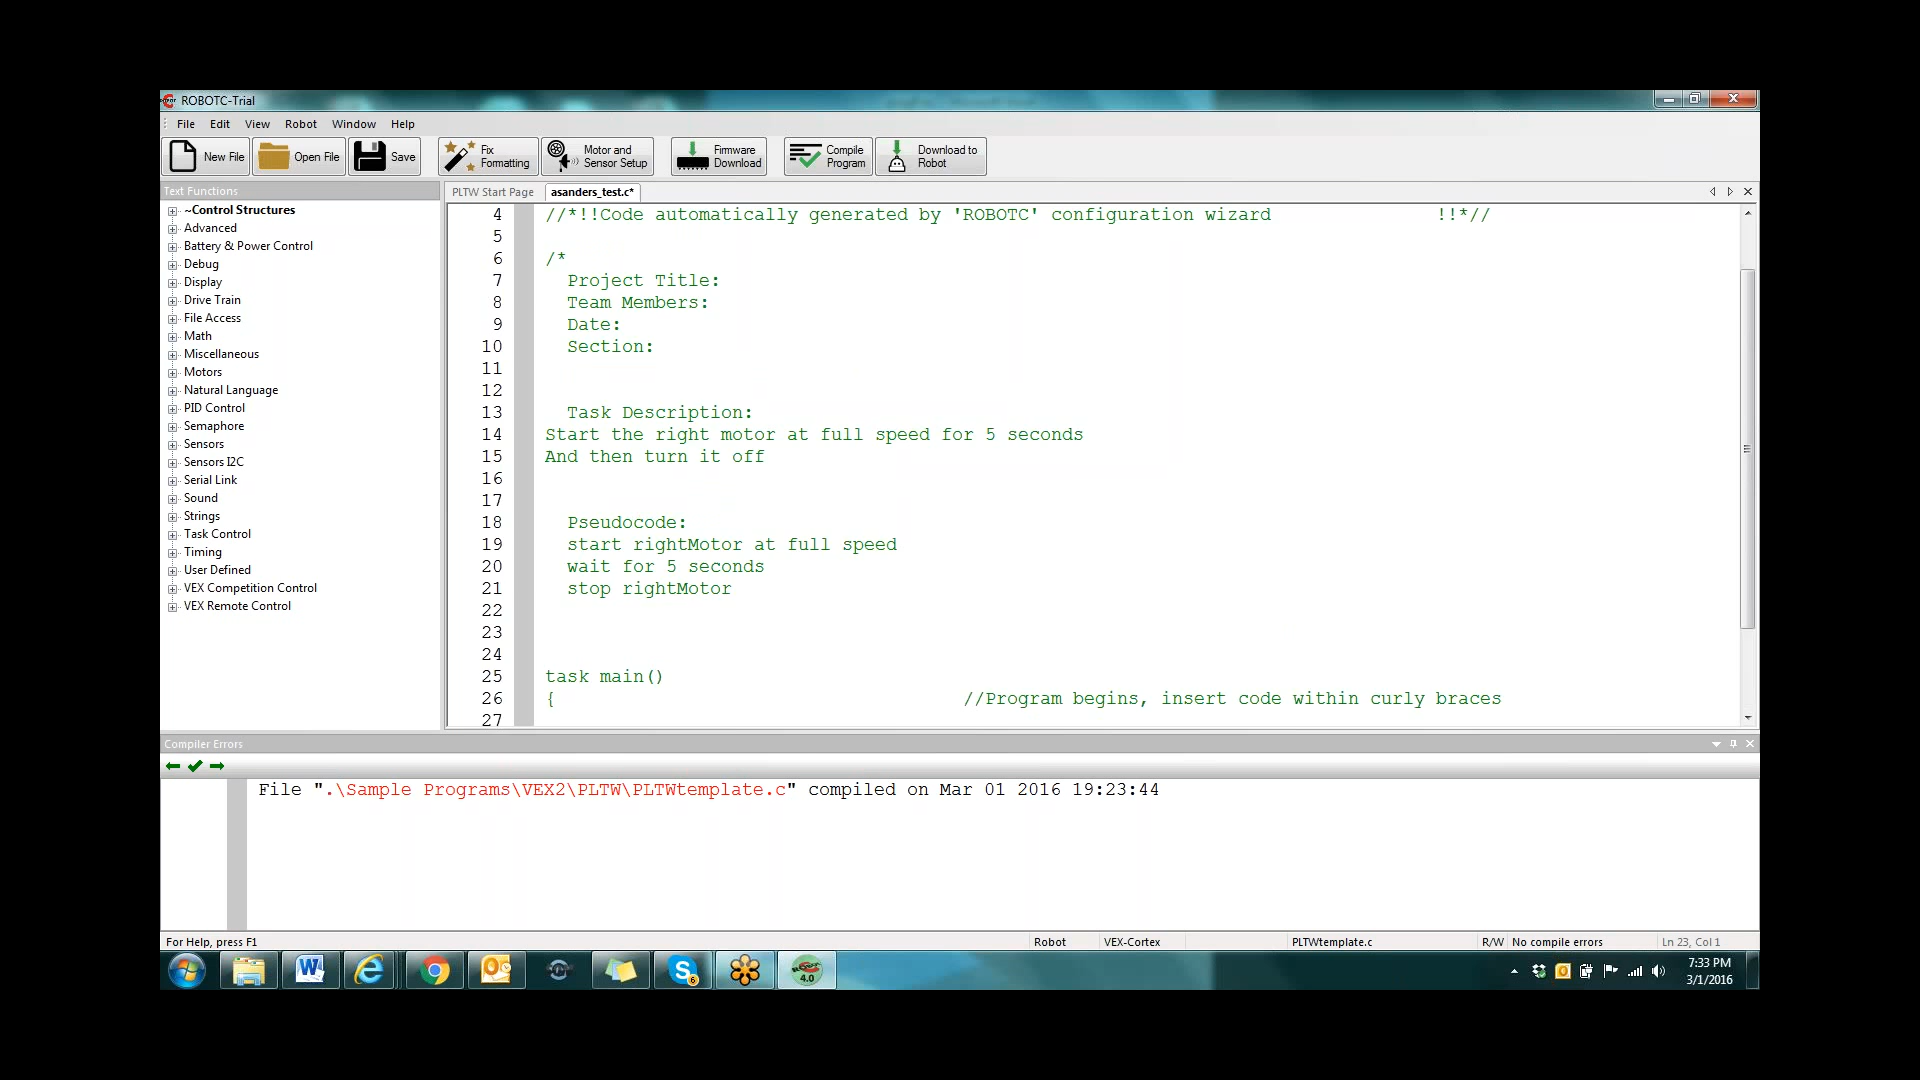 ROBOTC-Trial
File Edit View Robot Window Help
New File Open File Save Fix Formatting Motor and Sensor Setup Firmware Download Compile Program Download to Robot
Text Functions
PLTW Start Page asanders_test.c*
~Control Structures
Advanced
Battery & Power Control
Debug
Display
Drive Train
File Access
Math
Miscellaneous
Motors
Natural Language
PID Control
Semaphore
Sensors
Sensors I2C
Serial Link
Sound
Strings
Task Control
Timing
User Defined
VEX Competition Control
VEX Remote Control
4 //*!!Code automatically generated by 'ROBOTC' configuration wizard !!*//
5
6 /*
7 Project Title:
8 Team Members:
9 Date:
10 Section:
11
12
13 Task Description:
14 Start the right motor at full speed for 5 seconds
15 And then turn it off
16
17
18 Pseudocode:
19 start rightMotor at full speed
20 wait for 5 seconds
21 stop rightMotor
22
23
24
25 task main()
26 { //Program begins, insert code within curly braces
27
Compiler Errors
File ".\Sample Programs\VEX2\PLTW\PLTWtemplate.c" compiled on Mar 01 2016 19:23:44
For Help, press F1 Robot VEX-Cortex PLTWtemplate.c R/W No compile errors Ln 23, Col 1
7:33 PM
3/1/2016